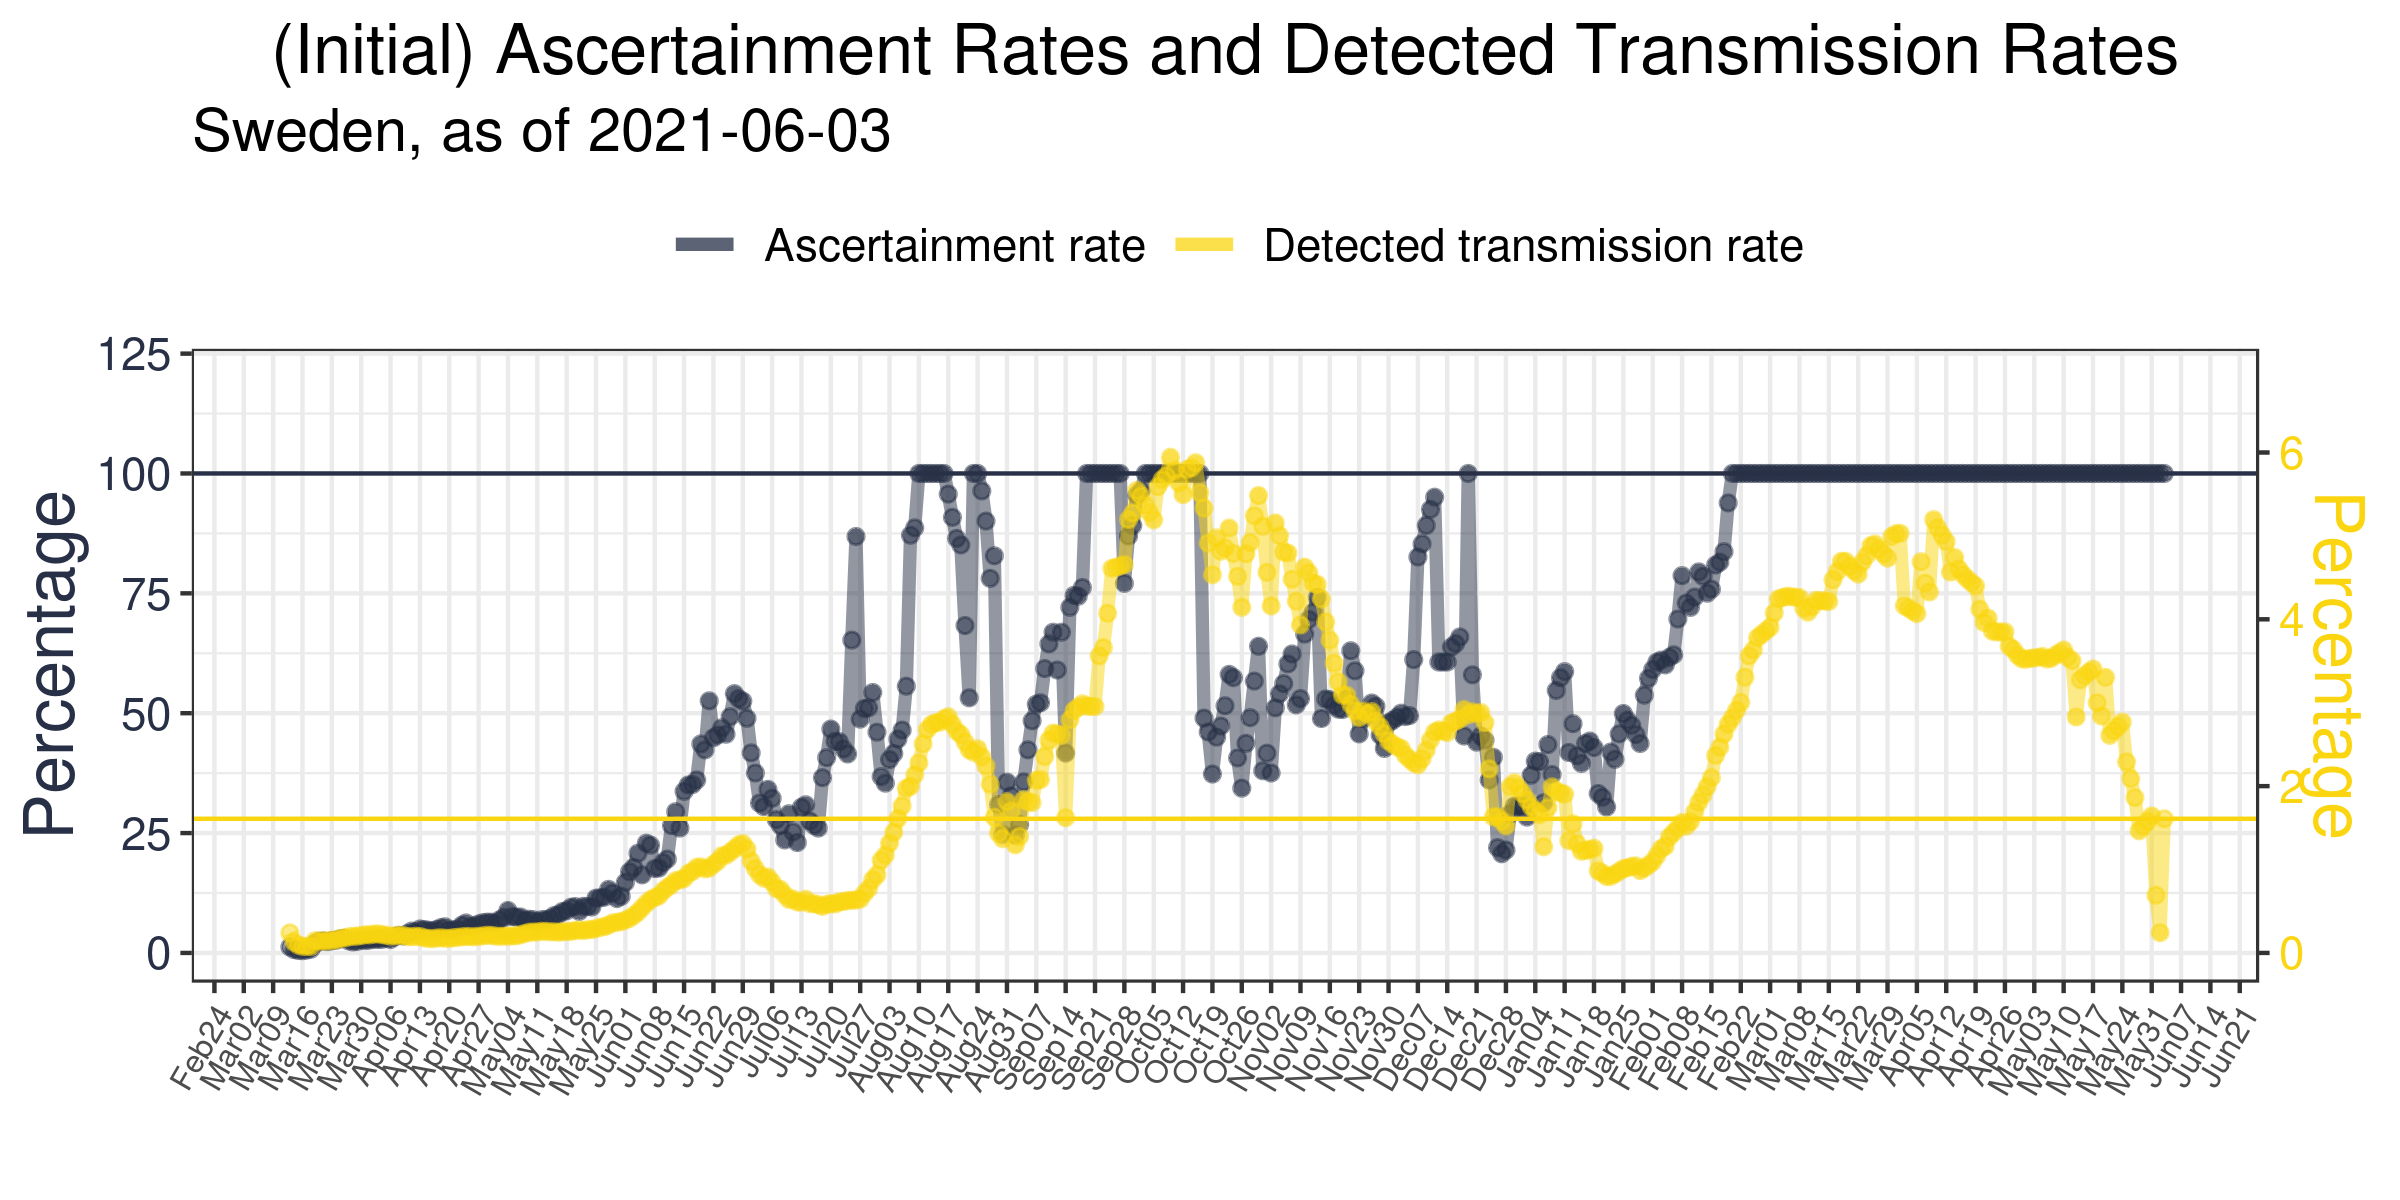 (Initial) Ascertainment Rates and Detected Transmission Rates
Sweden, as of 2021-06-03
Ascertainment rate
Detected transmission rate
Percentage
125
100
75
50
25
0
6
4
2
0
Percentage
Feb24
Mar02
Mar09
Mar16
Mar23
Mar30
Apr06
Apr13
Apr20
Apr27
May04
May11
May18
May25
Jun01
Jun08
Jun15
Jun22
Jun29
Jul06
Jul13
Jul20
Jul27
Aug03
Aug10
Aug17
Aug24
Aug31
Sep07
Sep14
Sep21
Sep28
Oct05
Oct12
Oct19
Oct26
Nov02
Nov09
Nov16
Nov23
Nov30
Dec07
Dec14
Dec21
Dec28
Jan04
Jan11
Jan18
Jan25
Feb01
Feb08
Feb15
Feb22
Mar01
Mar08
Mar15
Mar22
Mar29
Apr05
Apr12
Apr19
Apr26
May03
May10
May17
May24
May31
Jun07
Jun14
Jun21